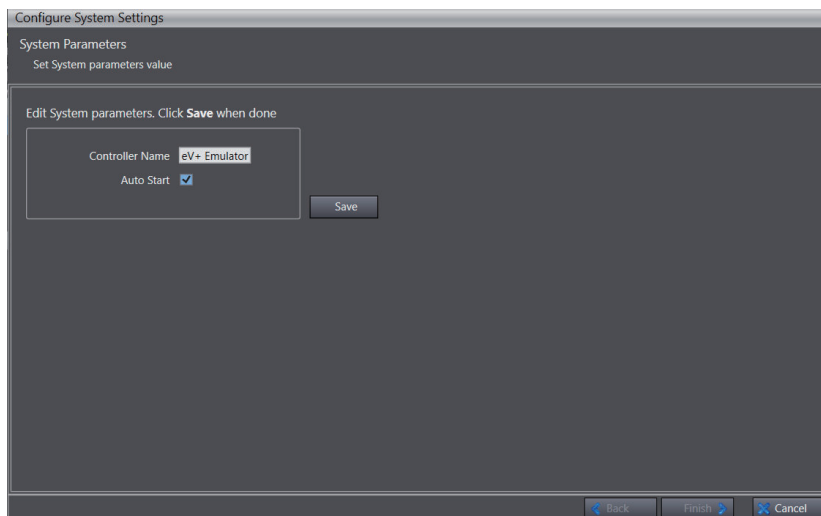 Configure System Settings
System Parameters
Set System parameters value
Edit System parameters. Click Save when done
Controller Name eV+ Emulator
Auto Start
Save
Back Finish Cancel